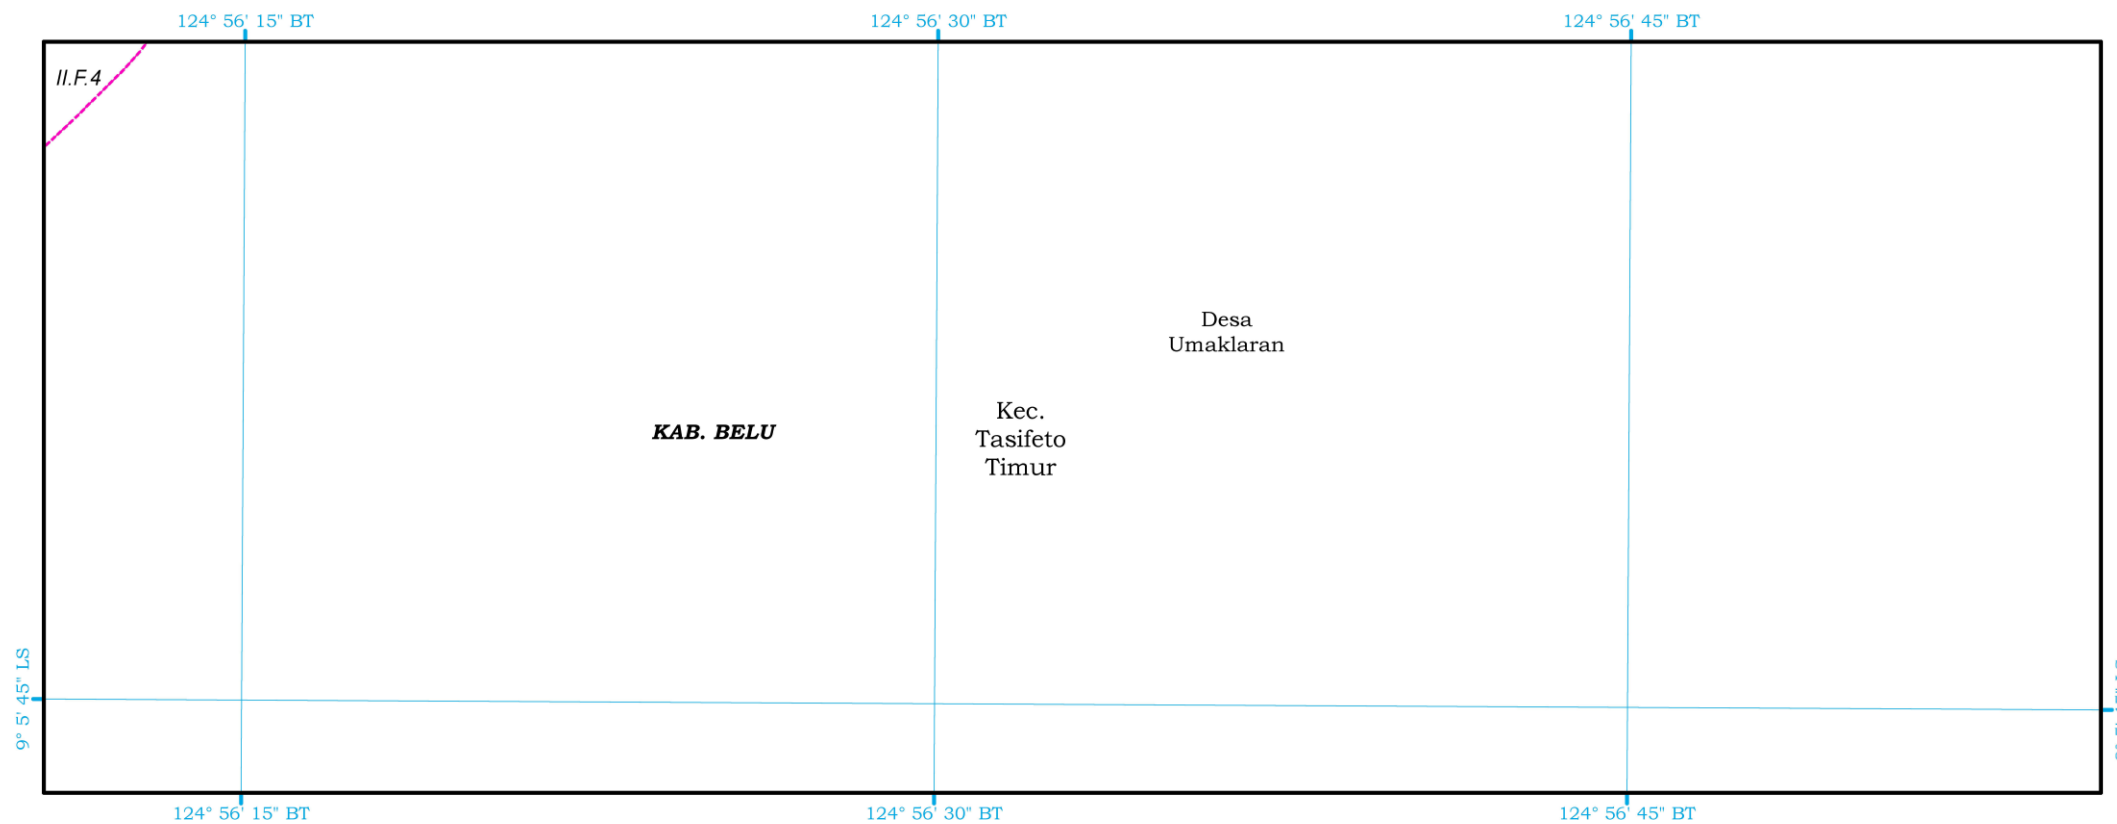 124° 56' 15" BT
124° 56' 30" BT
124° 56' 45" BT
II.F.4
Desa
Umaklaran
Kec.
Tasifeto
Timur
KAB. BELU
9° 5' 45" LS
124° 56' 15" BT
124° 56' 30" BT
124° 56' 45" BT